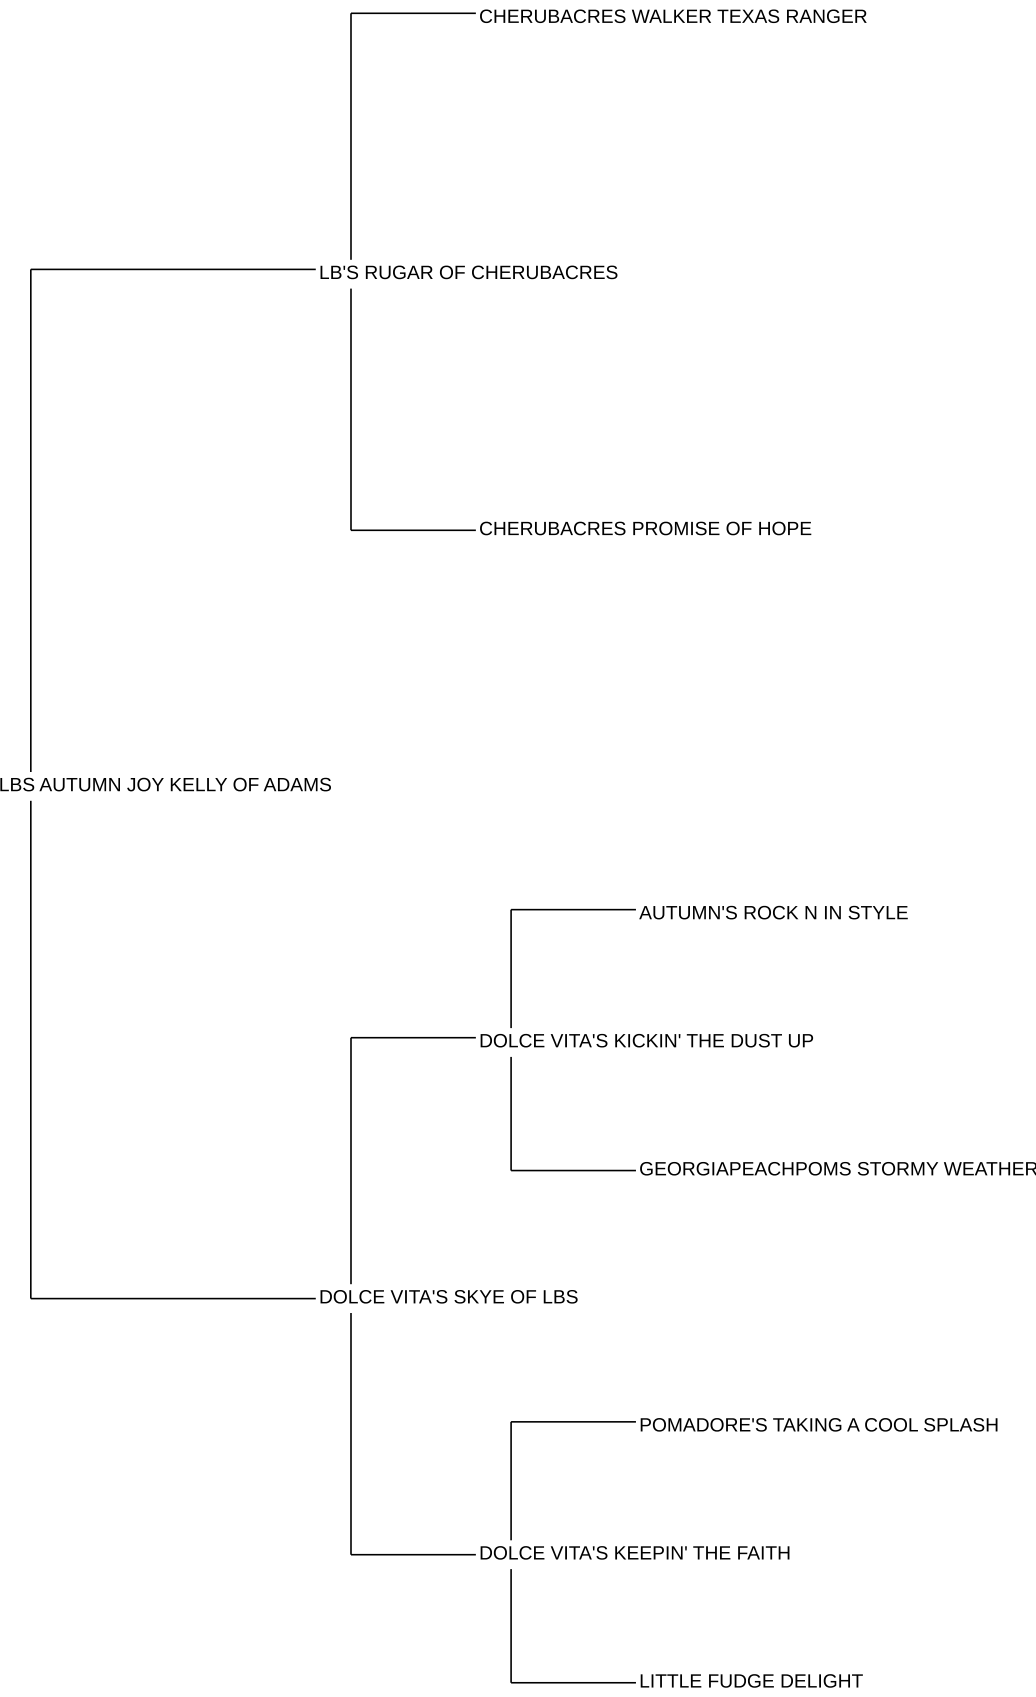 CHERUBACRES WALKER TEXAS RANGER
LB'S RUGAR OF CHERUBACRES
CHERUBACRES PROMISE OF HOPE
LBS AUTUMN JOY KELLY OF ADAMS
AUTUMN'S ROCK N IN STYLE
DOLCE VITA'S KICKIN' THE DUST UP
GEORGIAPEACHPOMS STORMY WEATHER
DOLCE VITA'S SKYE OF LBS
POMADORE'S TAKING A COOL SPLASH
DOLCE VITA'S KEEPIN' THE FAITH
LITTLE FUDGE DELIGHT